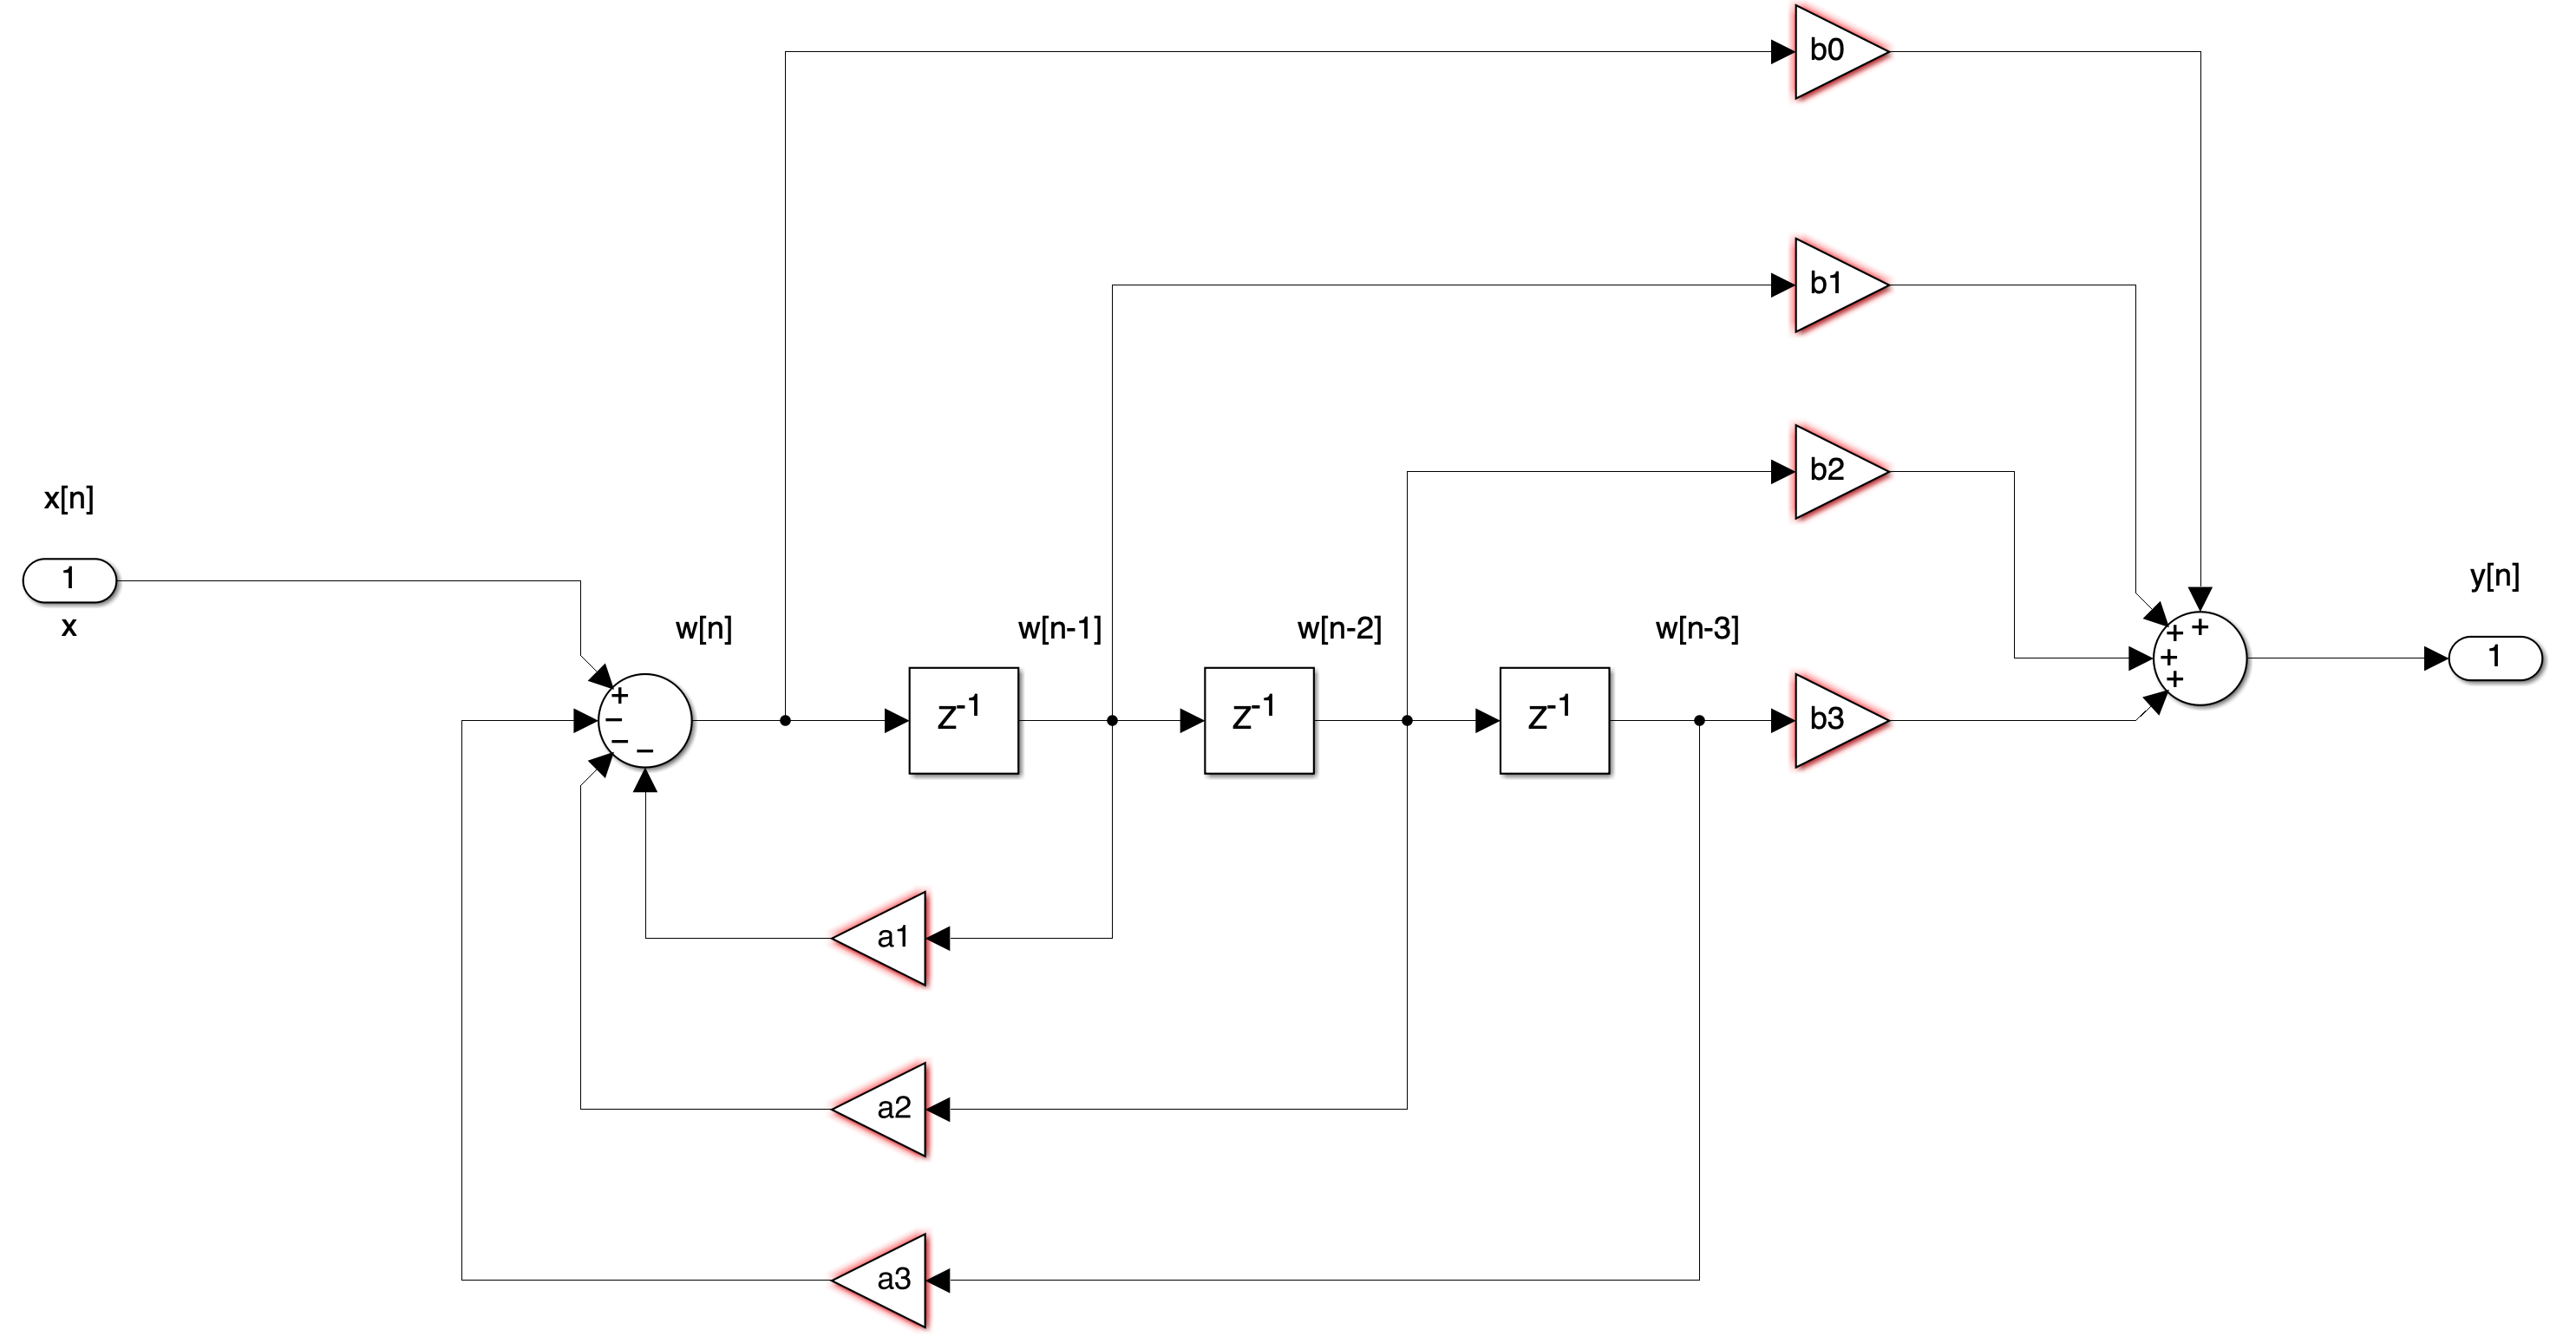 b0
b1
b2
x[n]
1
x
w[n]
w[n-1]
w[n-2]
w[n-3]
y[n]
+
+
+
+
1
+
−
−
−
Z⁻¹
Z⁻¹
Z⁻¹
b3
a1
a2
a3